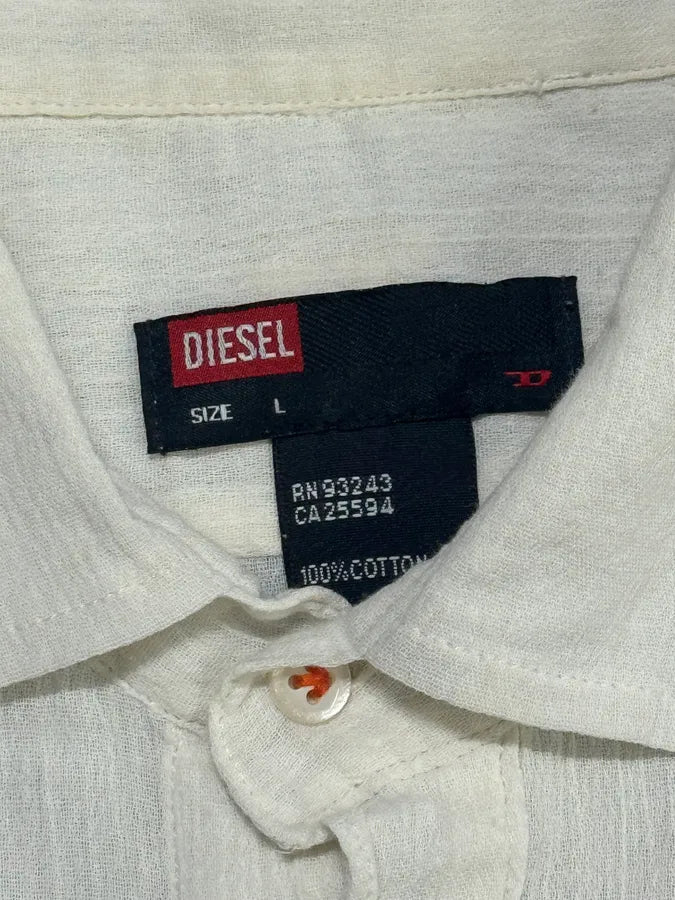 DIESEL
SIZE L
D
RN 93243
CA 25594
100% COTTON